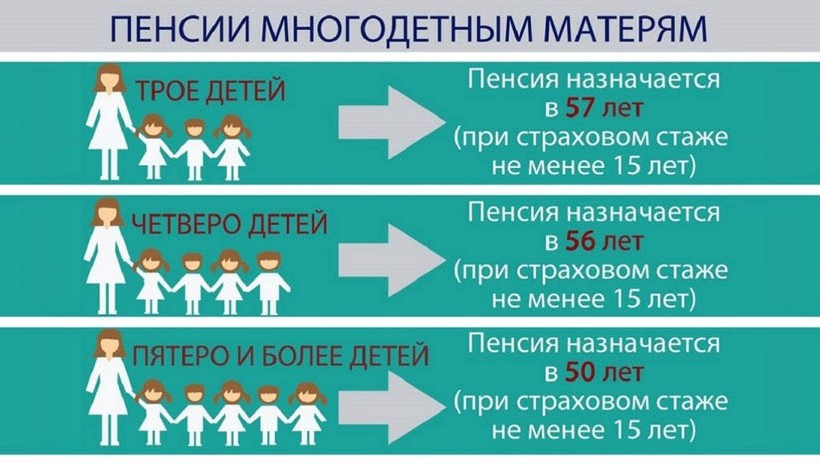 ПЕНСИИ МНОГОДЕТНЫМ МАТЕРЯМ
ТРОЕ ДЕТЕЙ
Пенсия назначается
в 57 лет
(при страховом стаже
не менее 15 лет)
ЧЕТВЕРО ДЕТЕЙ
Пенсия назначается
в 56 лет
(при страховом стаже
не менее 15 лет)
ПЯТЕРО И БОЛЕЕ ДЕТЕЙ
Пенсия назначается
в 50 лет
(при страховом стаже
не менее 15 лет)